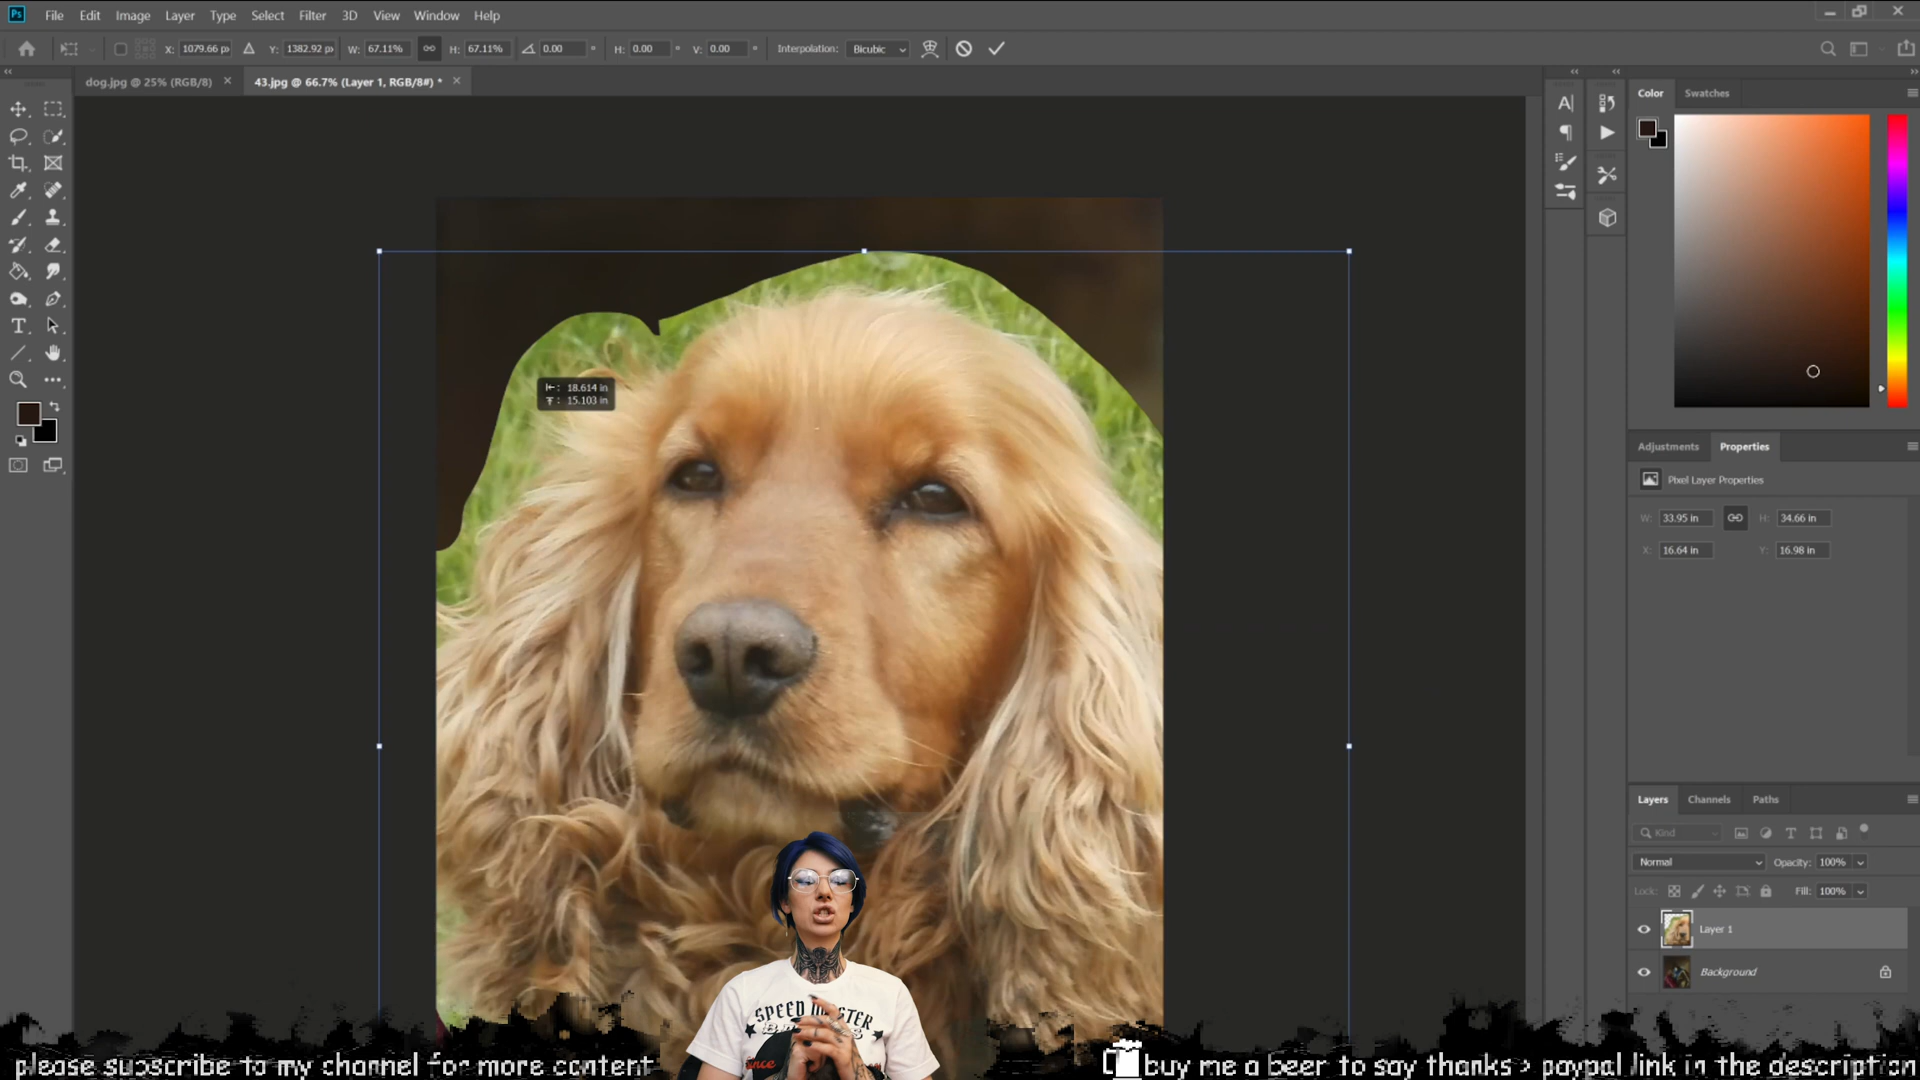 Ps File Edit Image Layer Type Select Filter 3D View Window Help
X: 1079.66 px Y: 1382.92 px W: 67.11% H: 67.11% 0.00 ° H: 0.00 ° V: 0.00 ° Interpolation: Bicubic
dog.jpg @ 25% (RGB/8) × 43.jpg @ 66.7% (Layer 1, RGB/8#) * ×
Color Swatches
18.614 in
15.103 in
Adjustments Properties
Pixel Layer Properties
W: 33.95 in H: 34.66 in
X: 16.64 in Y: 16.98 in
Layers Channels Paths
Kind
Normal Opacity: 100%
Lock: Fill: 100%
Layer 1
Background
SPEED MASTER
since
please subscribe to my channel for more content
buy me a beer to say thanks > paypal link in the description